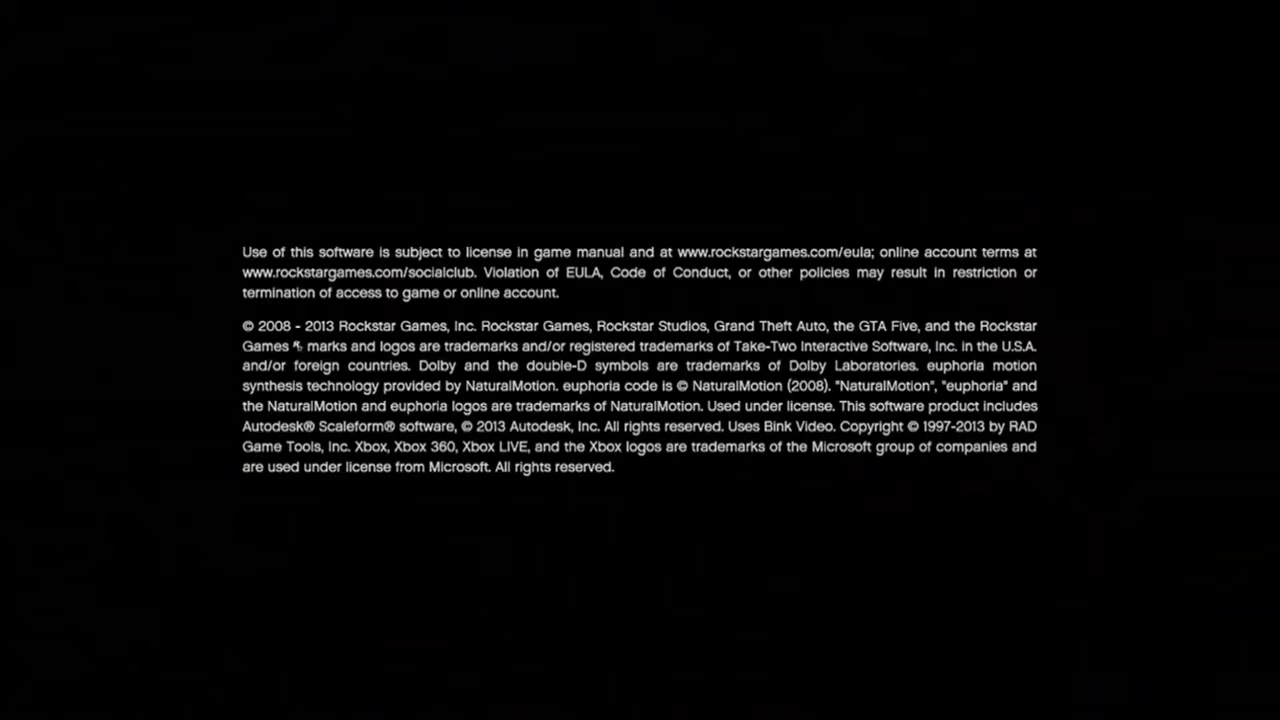 Use of this software is subject to license in game manual and at www.rockstargames.com/eula; online account terms at
www.rockstargames.com/socialclub. Violation of EULA, Code of Conduct, or other policies may result in restriction or
termination of access to game or online account.
© 2008 - 2013 Rockstar Games, Inc. Rockstar Games, Rockstar Studios, Grand Theft Auto, the GTA Five, and the Rockstar
Games marks and logos are trademarks and/or registered trademarks of Take-Two Interactive Software, Inc. in the U.S.A.
and/or foreign countries. Dolby and the double-D symbols are trademarks of Dolby Laboratories. euphoria motion
synthesis technology provided by NaturalMotion. euphoria code is © NaturalMotion (2008). "NaturalMotion", "euphoria" and
the NaturalMotion and euphoria logos are trademarks of NaturalMotion. Used under license. This software product includes
Autodesk® Scaleform® software, © 2013 Autodesk, Inc. All rights reserved. Uses Bink Video. Copyright © 1997-2013 by RAD
Game Tools, Inc. Xbox, Xbox 360, Xbox LIVE, and the Xbox logos are trademarks of the Microsoft group of companies and
are used under license from Microsoft. All rights reserved.